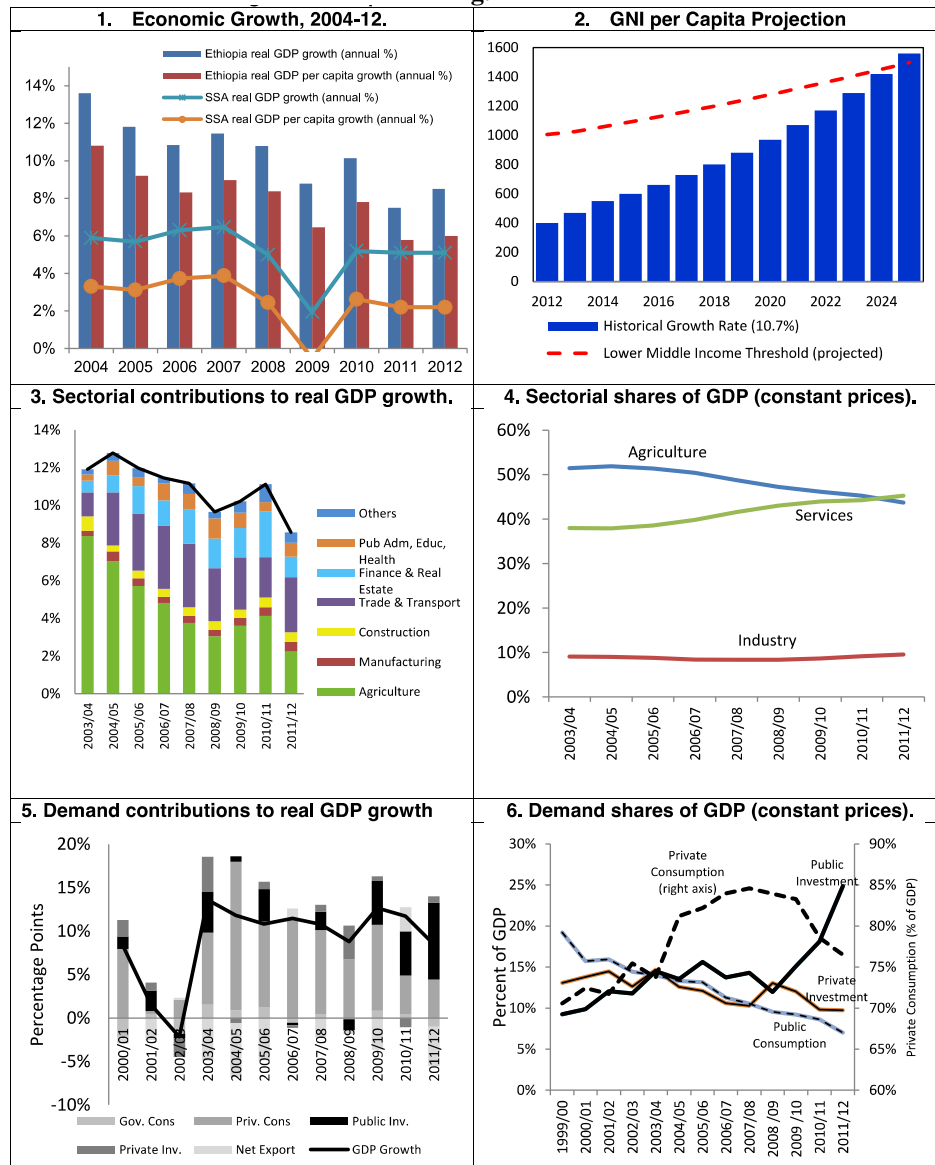 1. Economic Growth, 2004-12.
Ethiopia real GDP growth (annual %)
Ethiopia real GDP per capita growth (annual %)
SSA real GDP growth (annual %)
SSA real GDP per capita growth (annual %)
14%
12%
10%
8%
6%
4%
2%
0%
2004 2005 2006 2007 2008 2009 2010 2011 2012
2. GNI per Capita Projection
1600
1400
1200
1000
800
600
400
200
0
2012 2014 2016 2018 2020 2022 2024
Historical Growth Rate (10.7%)
Lower Middle Income Threshold (projected)
3. Sectorial contributions to real GDP growth.
14%
12%
10%
8%
6%
4%
2%
0%
2003/04 2004/05 2005/06 2006/07 2007/08 2008/09 2009/10 2010/11 2011/12
Others
Pub Adm, Educ,
Health
Finance & Real
Estate
Trade & Transport
Construction
Manufacturing
Agriculture
4. Sectorial shares of GDP (constant prices).
60%
50%
40%
30%
20%
10%
0%
Agriculture
Services
Industry
2003/04 2004/05 2005/06 2006/07 2007/08 2008/09 2009/10 2010/11 2011/12
5. Demand contributions to real GDP growth
Percentage Points
20%
15%
10%
5%
0%
-5%
-10%
2000/01 2001/02 2002/03 2003/04 2004/05 2005/06 2006/07 2007/08 2008/09 2009/10 2010/11 2011/12
Gov. Cons Priv. Cons Public Inv.
Private Inv. Net Export GDP Growth
6. Demand shares of GDP (constant prices).
Percent of GDP
30%
25%
20%
15%
10%
5%
0%
Private
Consumption
(right axis)
Public
Investment
Private
Investment
Public
Consumption
90%
85%
80%
75%
70%
65%
60%
Private Consumption (% of GDP)
1999/00 2000/01 2001/02 2002/03 2003/04 2004/05 2005/06 2006/07 2007/08 2008 /09 2009 /10 2010/11 2011/12